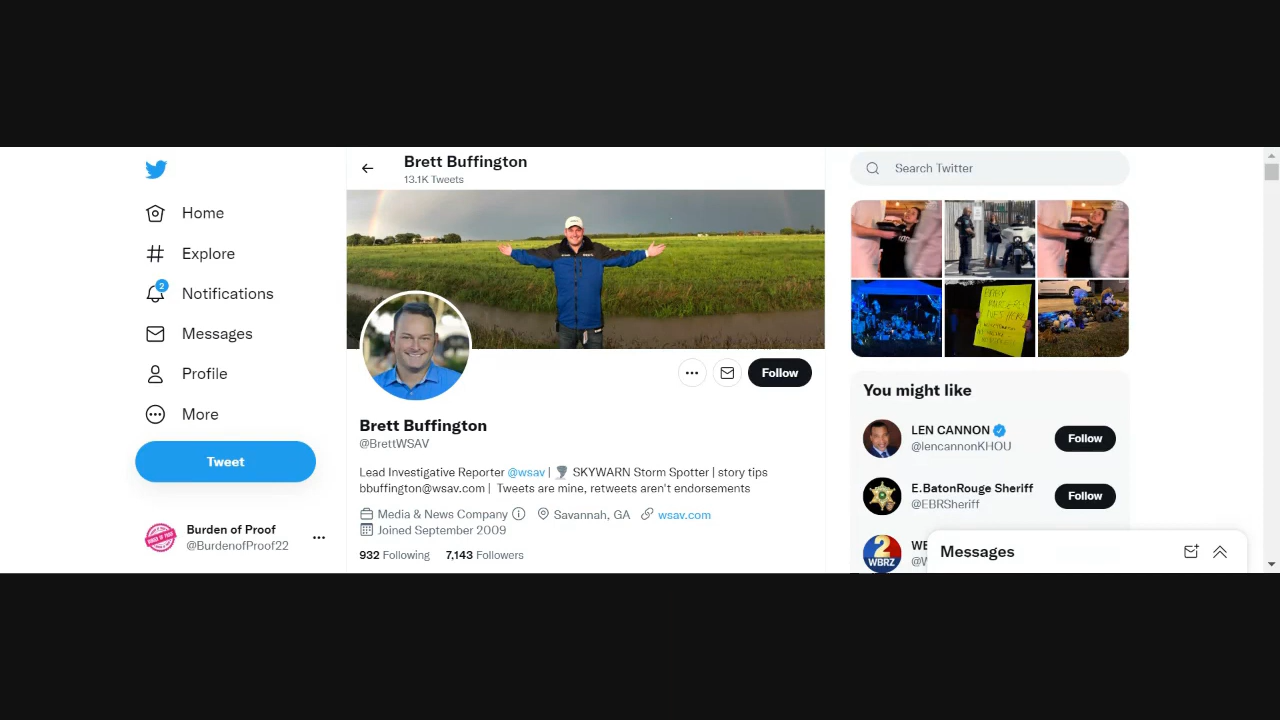 Home
Explore
2
Notifications
Messages
Profile
More
Tweet
Burden of Proof
@BurdenofProof22
Brett Buffington
13.1K Tweets
Follow
Brett Buffington
@BrettWSAV
Lead Investigative Reporter @wsav | 🌪 SKYWARN Storm Spotter | story tips
bbuffington@wsav.com | Tweets are mine, retweets aren't endorsements
Media & News Company Savannah, GA wsav.com
Joined September 2009
932 Following 7,143 Followers
Search Twitter
You might like
LEN CANNON
@lencannonKHOU
Follow
E.BatonRouge Sheriff
@EBRSheriff
Follow
2
WBRZ
Messages